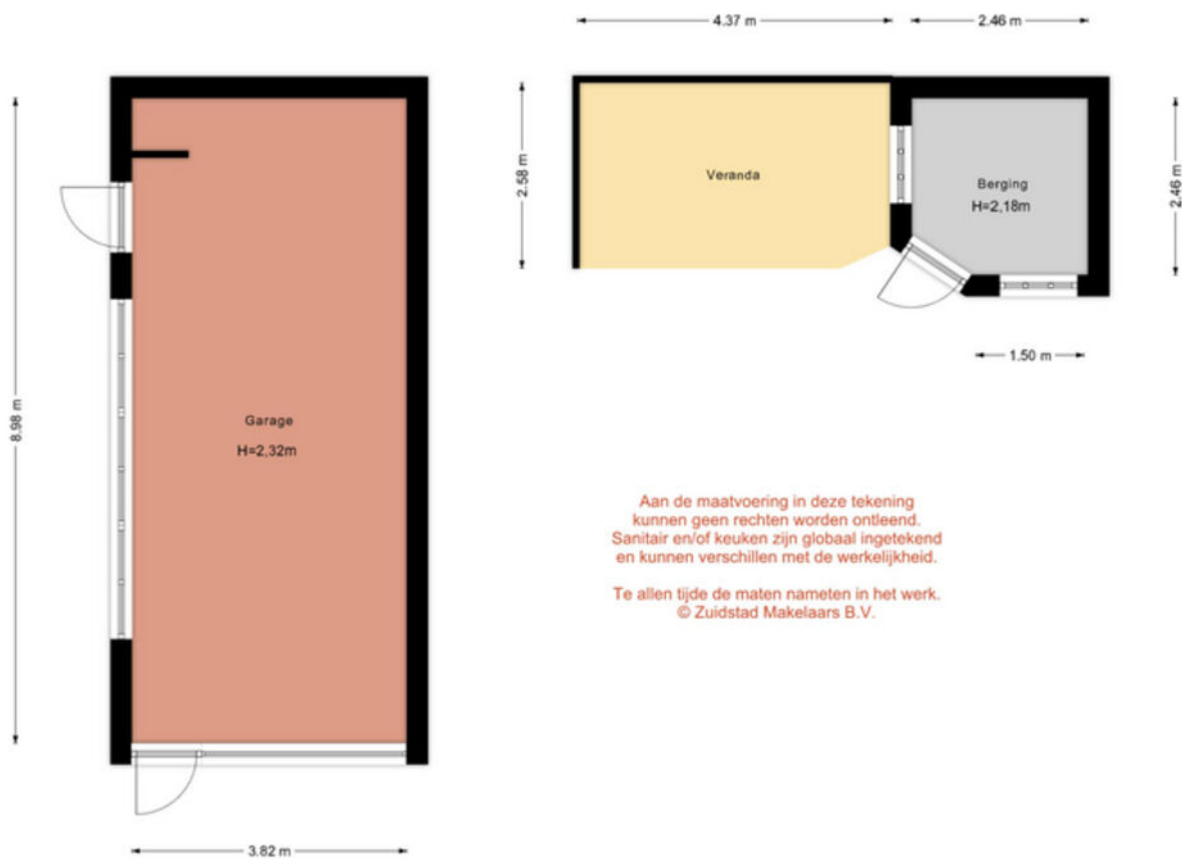 4.37 m
2.46 m
8.98 m
2.58 m
Veranda
Berging
H=2,18m
2.46 m
1.50 m
Garage
H=2,32m
Aan de maatvoering in deze tekening
kunnen geen rechten worden ontleend.
Sanitair en/of keuken zijn globaal ingetekend
en kunnen verschillen met de werkelijkheid.
Te allen tijde de maten nameten in het werk.
© Zuidstad Makelaars B.V.
3.82 m